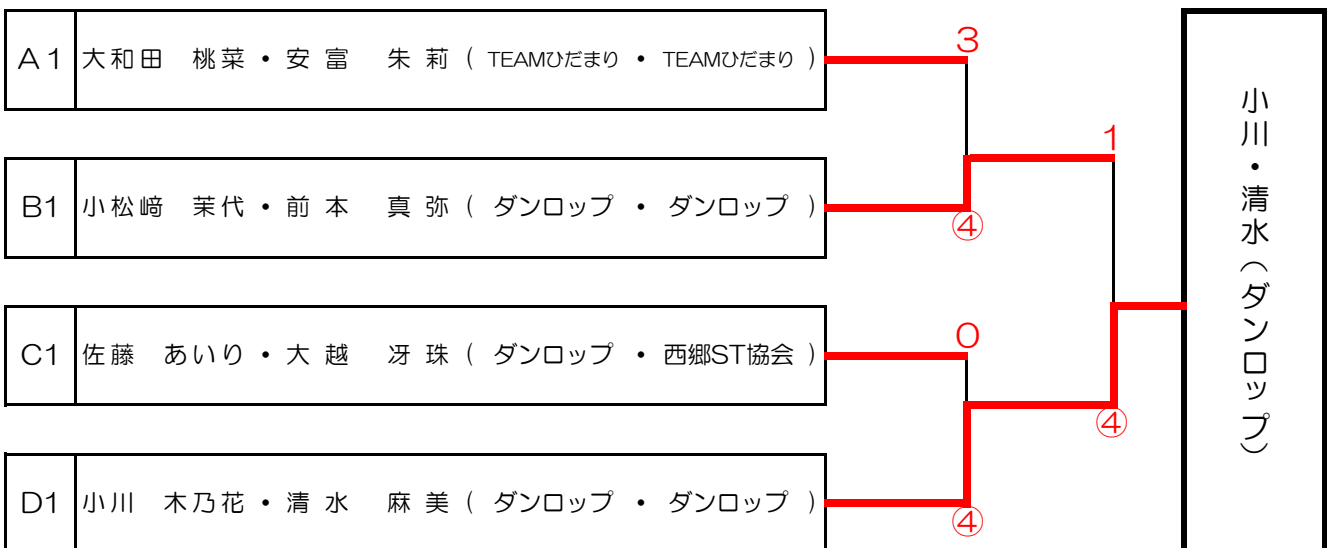 A1 大和田 桃菜・安富 朱莉 ( TEAMひだまり ・ TEAMひだまり )
3
B1 小松﨑 茉代・前本 真弥 ( ダンロップ ・ ダンロップ )
④
1
C1 佐藤 あいり・大越 冴珠 ( ダンロップ ・ 西郷ST協会 )
0
D1 小川 木乃花・清水 麻美 ( ダンロップ ・ ダンロップ )
④
④
小川・清水(ダンロップ)